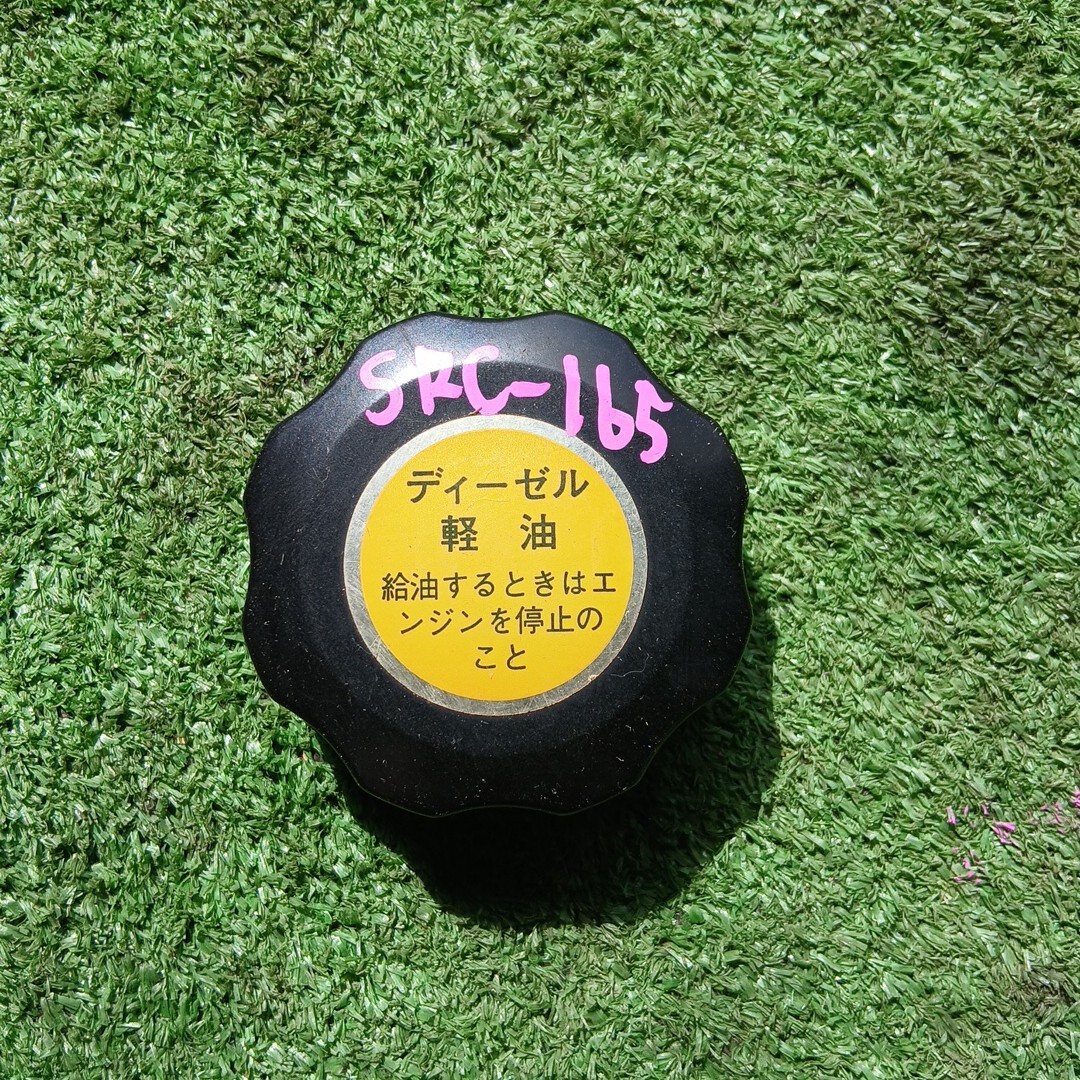 SRC-165
ディーゼル
軽油
給油するときはエ
ンジンを停止の
こと